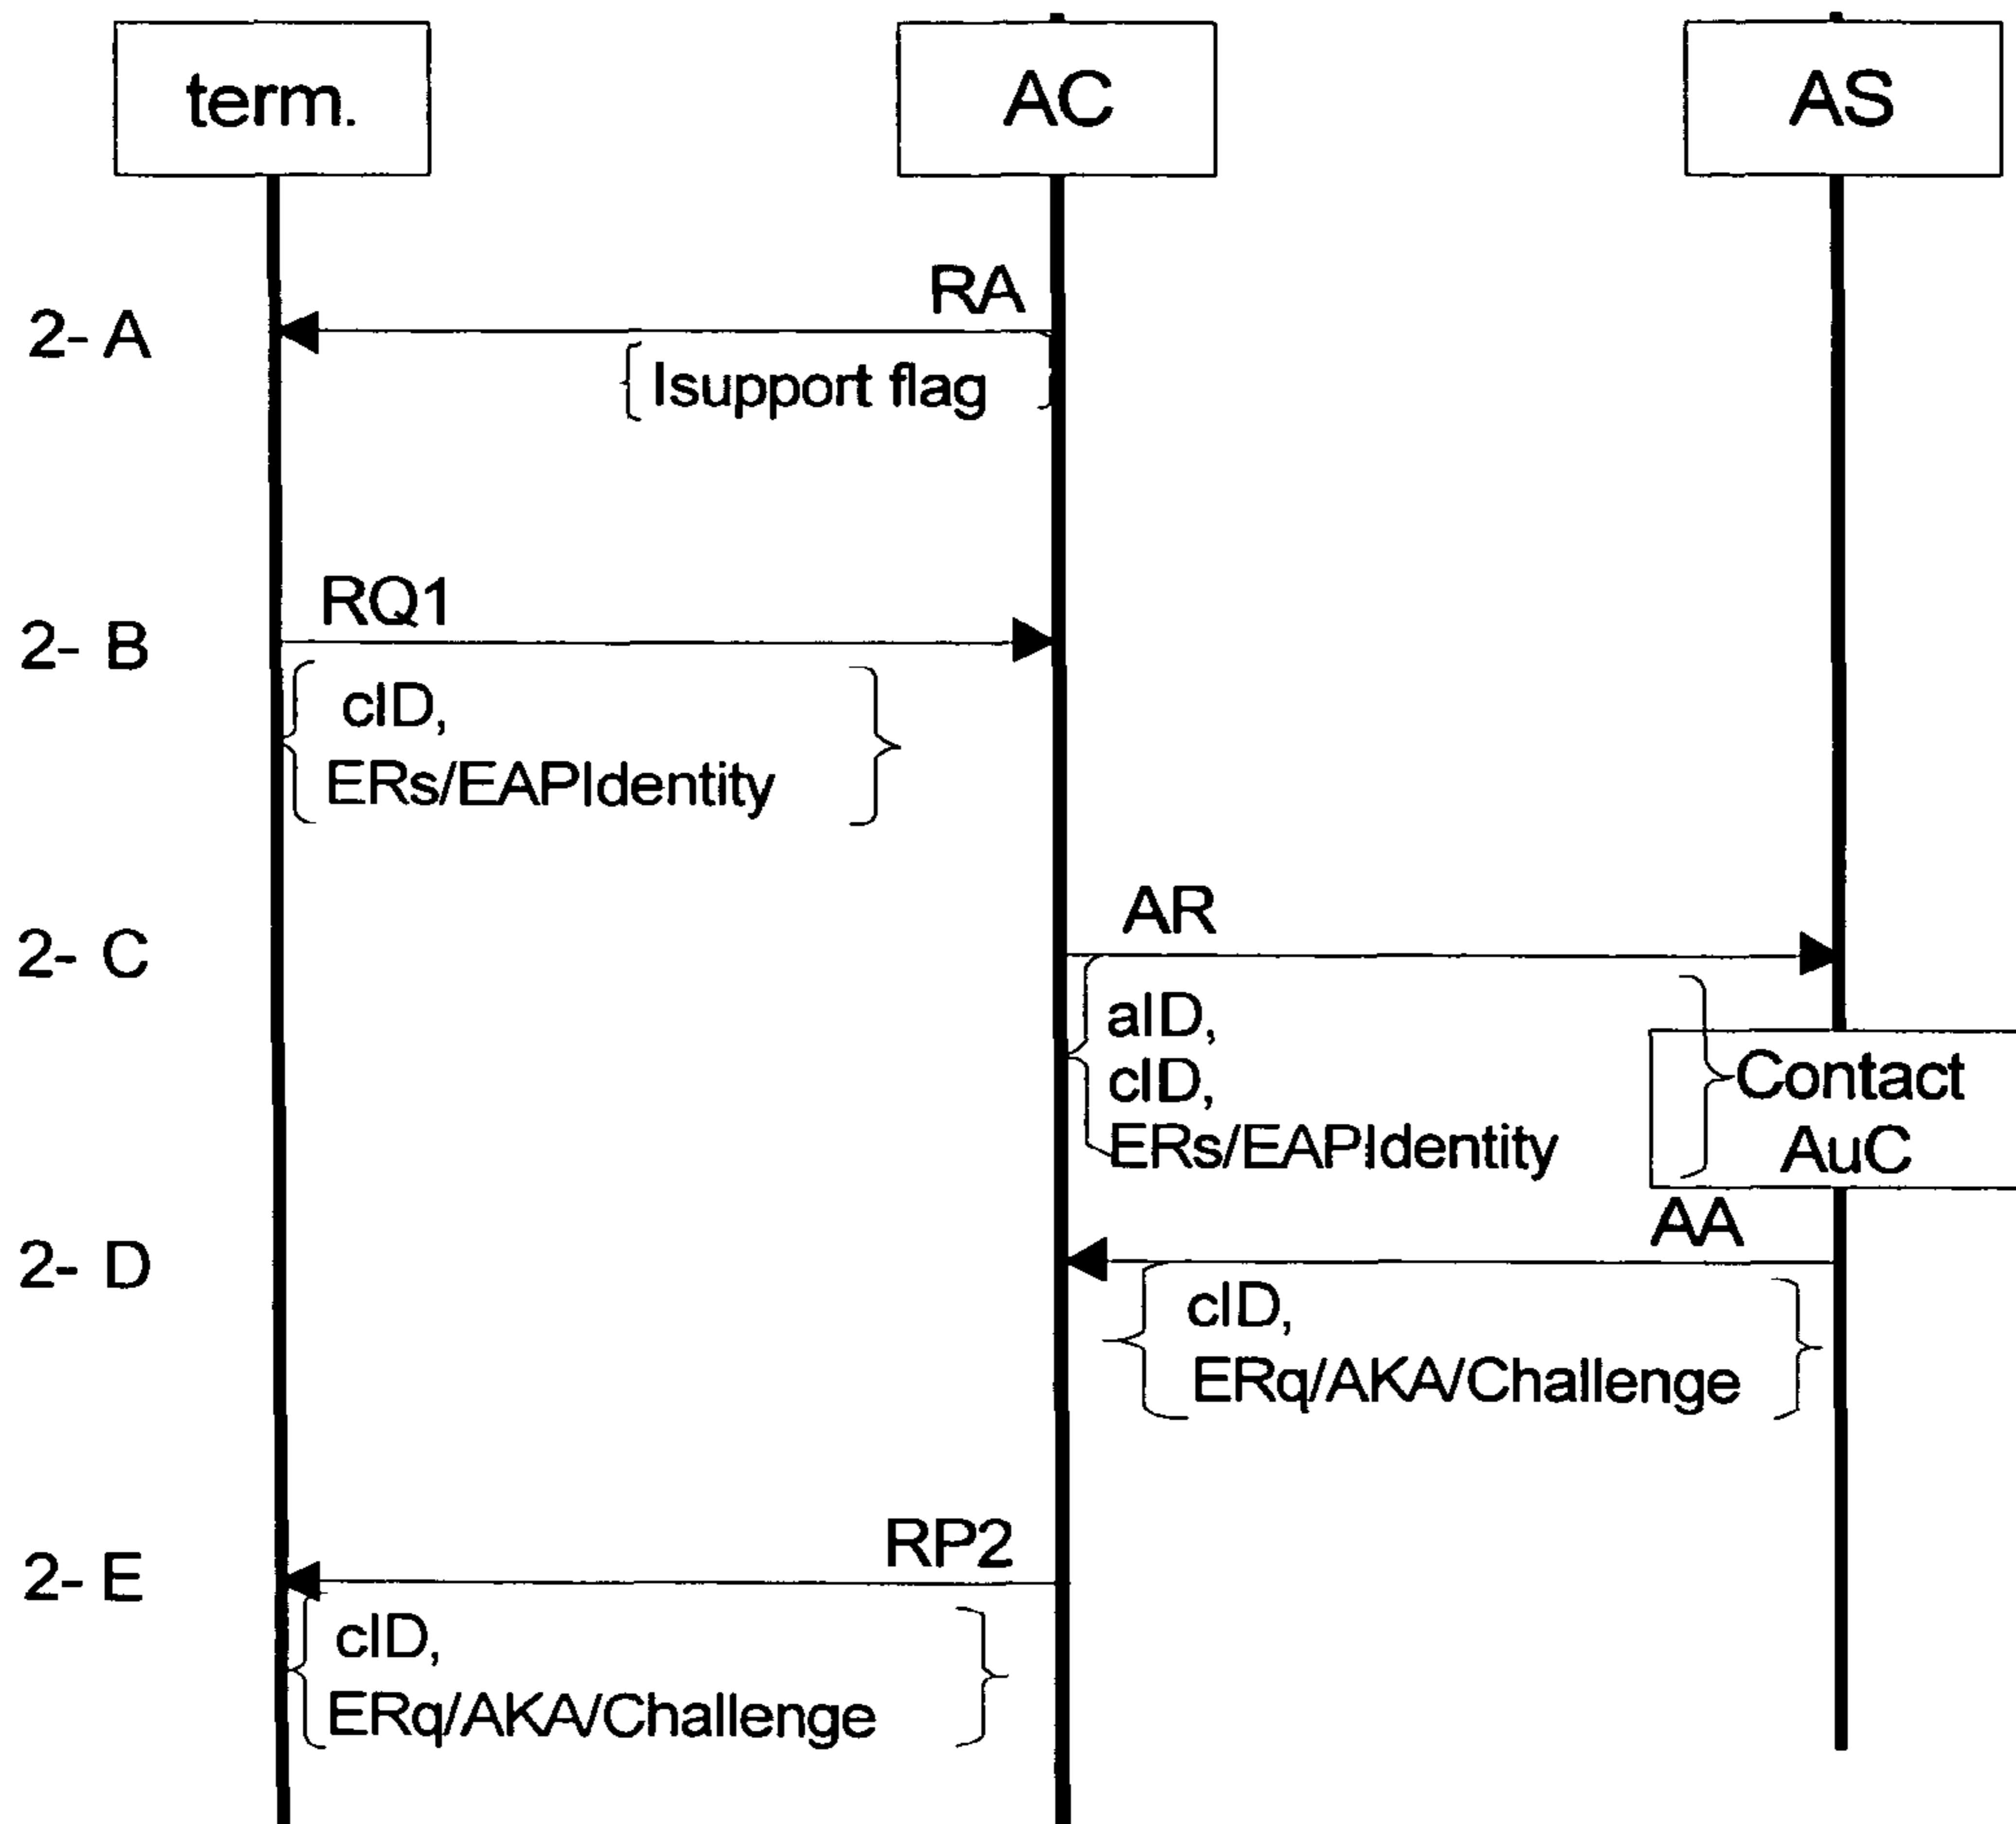 term.
AC
AS
RA
2- A
Isupport flag
RQ1
2- B
cID,
ERs/EAPIdentity
AR
2- C
aID,
cID,
ERs/EAPIdentity
Contact
AuC
AA
2- D
cID,
ERq/AKA/Challenge
RP2
2- E
cID,
ERq/AKA/Challenge